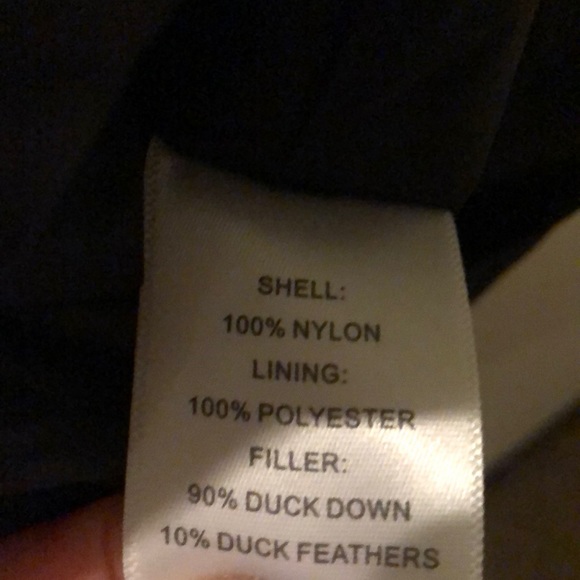 SHELL:
100% NYLON
LINING:
100% POLYESTER
FILLER:
90% DUCK DOWN
10% DUCK FEATHERS